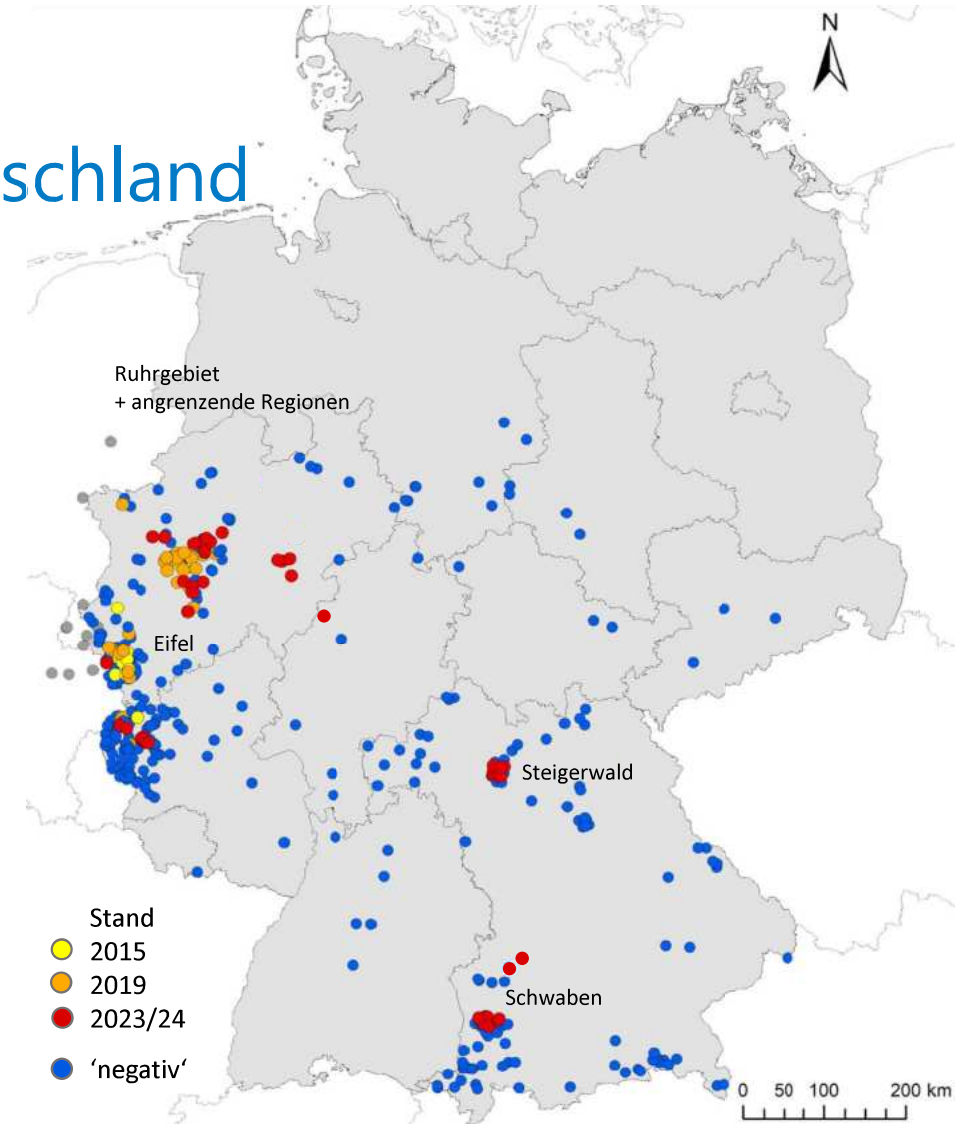 N
schland
Ruhrgebiet
+ angrenzende Regionen
Eifel
Steigerwald
Schwaben
Stand
2015
2019
2023/24
‘negativ‘
0 50 100 200 km